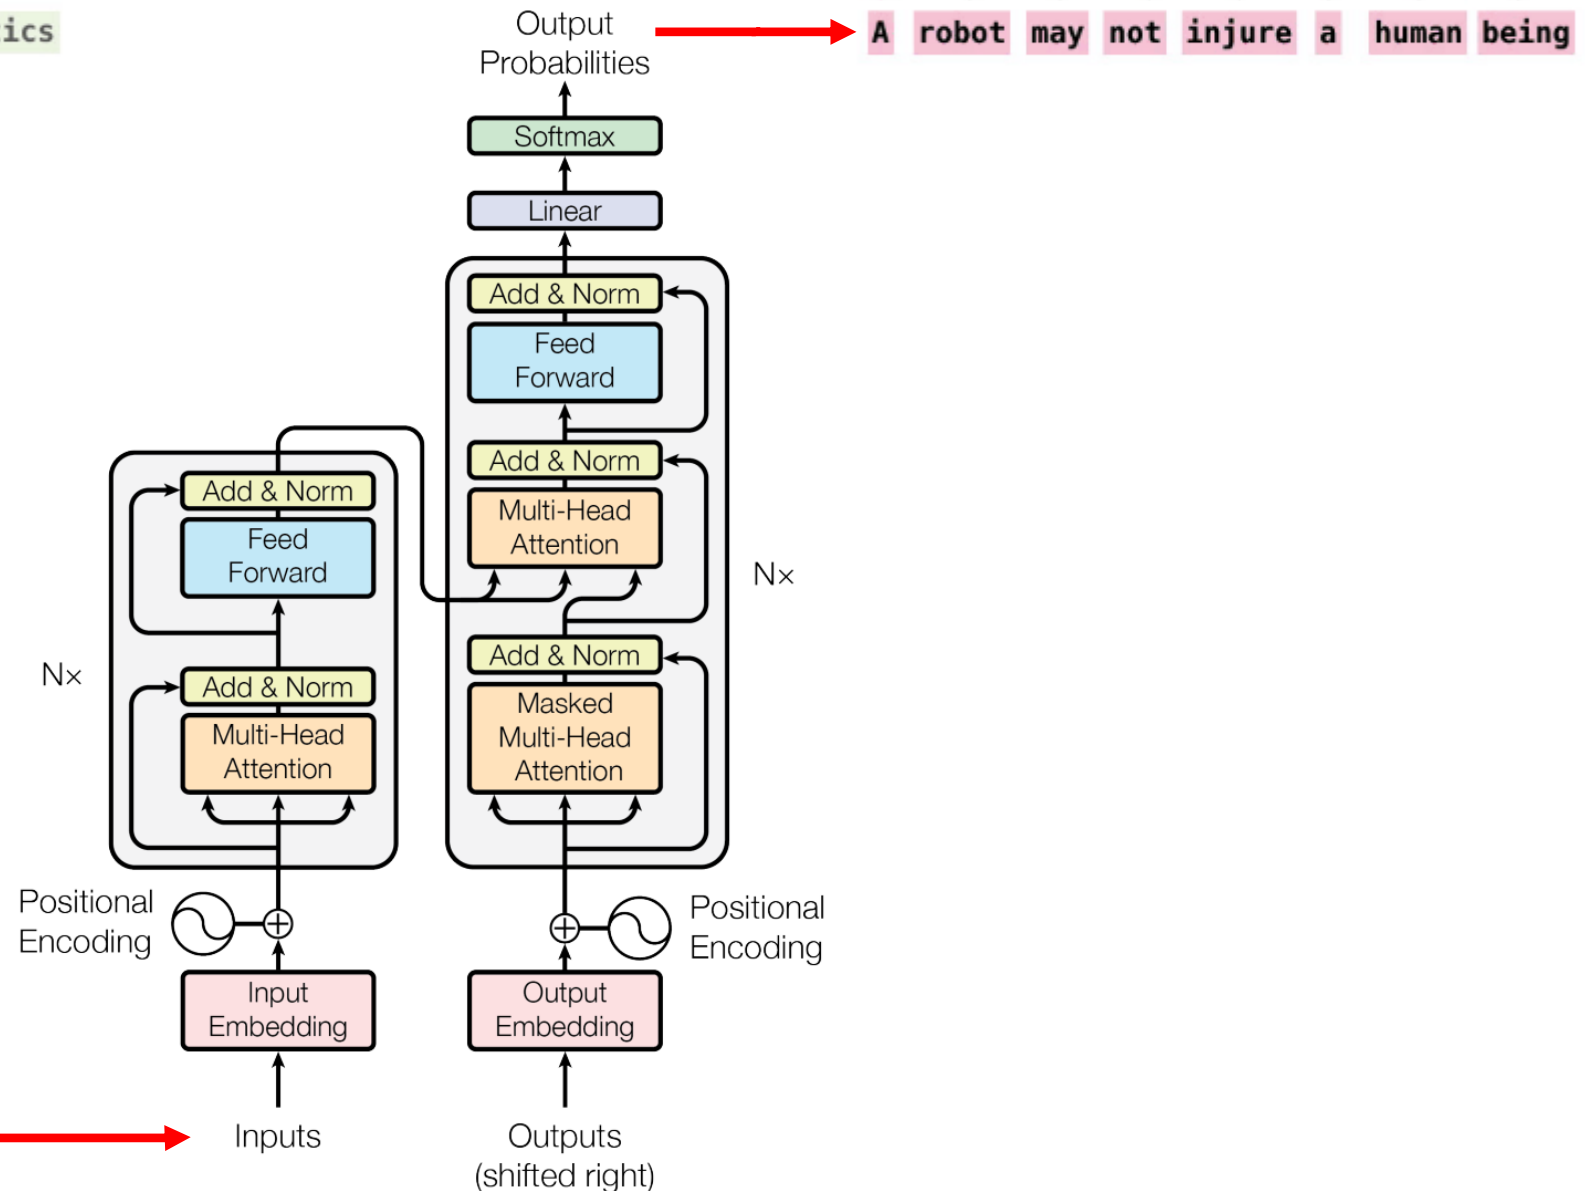 ics
Output
Probabilities
A robot may not injure a human being
Softmax
Linear
Add & Norm
Feed
Forward
Add & Norm
Multi-Head
Attention
Nx
Add & Norm
Masked
Multi-Head
Attention
Add & Norm
Feed
Forward
Nx
Add & Norm
Multi-Head
Attention
Positional
Encoding
Positional
Encoding
Input
Embedding
Output
Embedding
Inputs
Outputs
(shifted right)